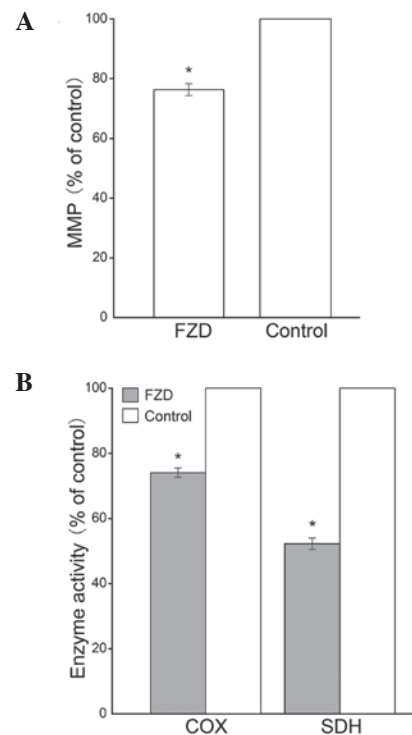 A
100
80
60
40
20
0
MMP (% of control)
*
FZD Control
B
100
80
60
40
20
0
Enzyme activity (% of control)
FZD
Control
*
*
COX SDH